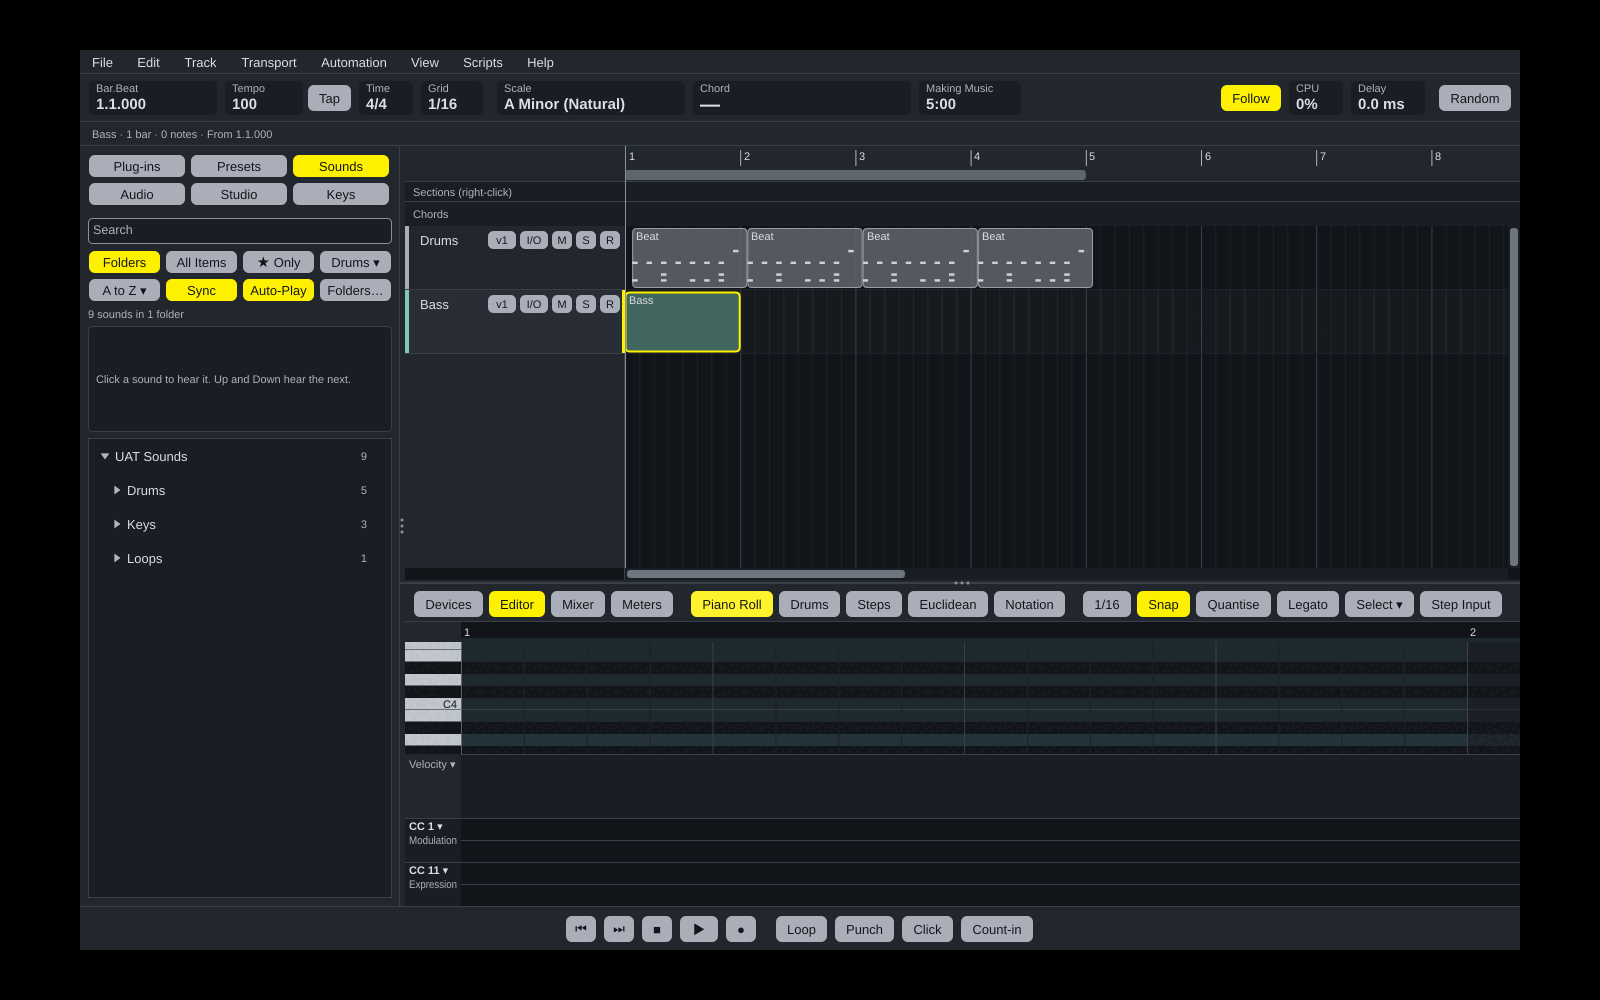 File Edit Track Transport Automation View Scripts Help
Bar.Beat Tempo Time Grid Scale Chord Making Music CPU Delay
1.1.000 100 Tap 4/4 1/16 A Minor (Natural) — 5:00 Follow 0% 0.0 ms Random
Bass · 1 bar · 0 notes · From 1.1.000
Plug-ins Presets Sounds
Audio Studio Keys
Search
Folders All Items ★ Only Drums ▾
A to Z ▾ Sync Auto-Play Folders…
9 sounds in 1 folder
Click a sound to hear it. Up and Down hear the next.
UAT Sounds 9
Drums 5
Keys 3
Loops 1
1 2 3 4 5 6 7 8
Sections (right-click)
Chords
Drums v1 I/O M S R Beat Beat Beat Beat
Bass v1 I/O M S R Bass
Devices Editor Mixer Meters Piano Roll Drums Steps Euclidean Notation 1/16 Snap Quantise Legato Select ▾ Step Input
1 2
C4
Velocity ▾
CC 1 ▾
Modulation
CC 11 ▾
Expression
Loop Punch Click Count-in